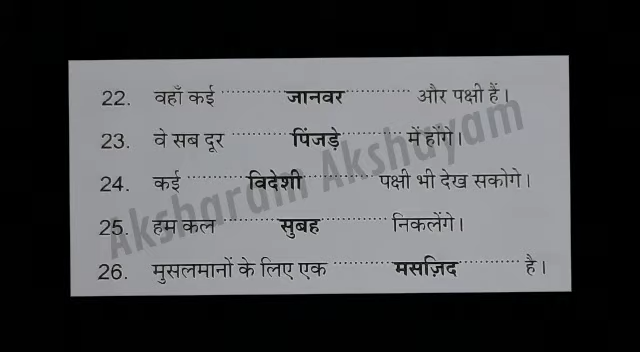 22. वहाँ कई ............ जानवर ............ और पक्षी हैं।
23. वे सब दूर ............ पिंजड़े ............ में होंगे।
24. कई ............ विदेशी ............ पक्षी भी देख सकोगे।
25. हम कल ............ सुबह ............ निकलेंगे।
26. मुसलमानों के लिए एक ............ मसज़िद ............ है।
Aksharam Akshayam